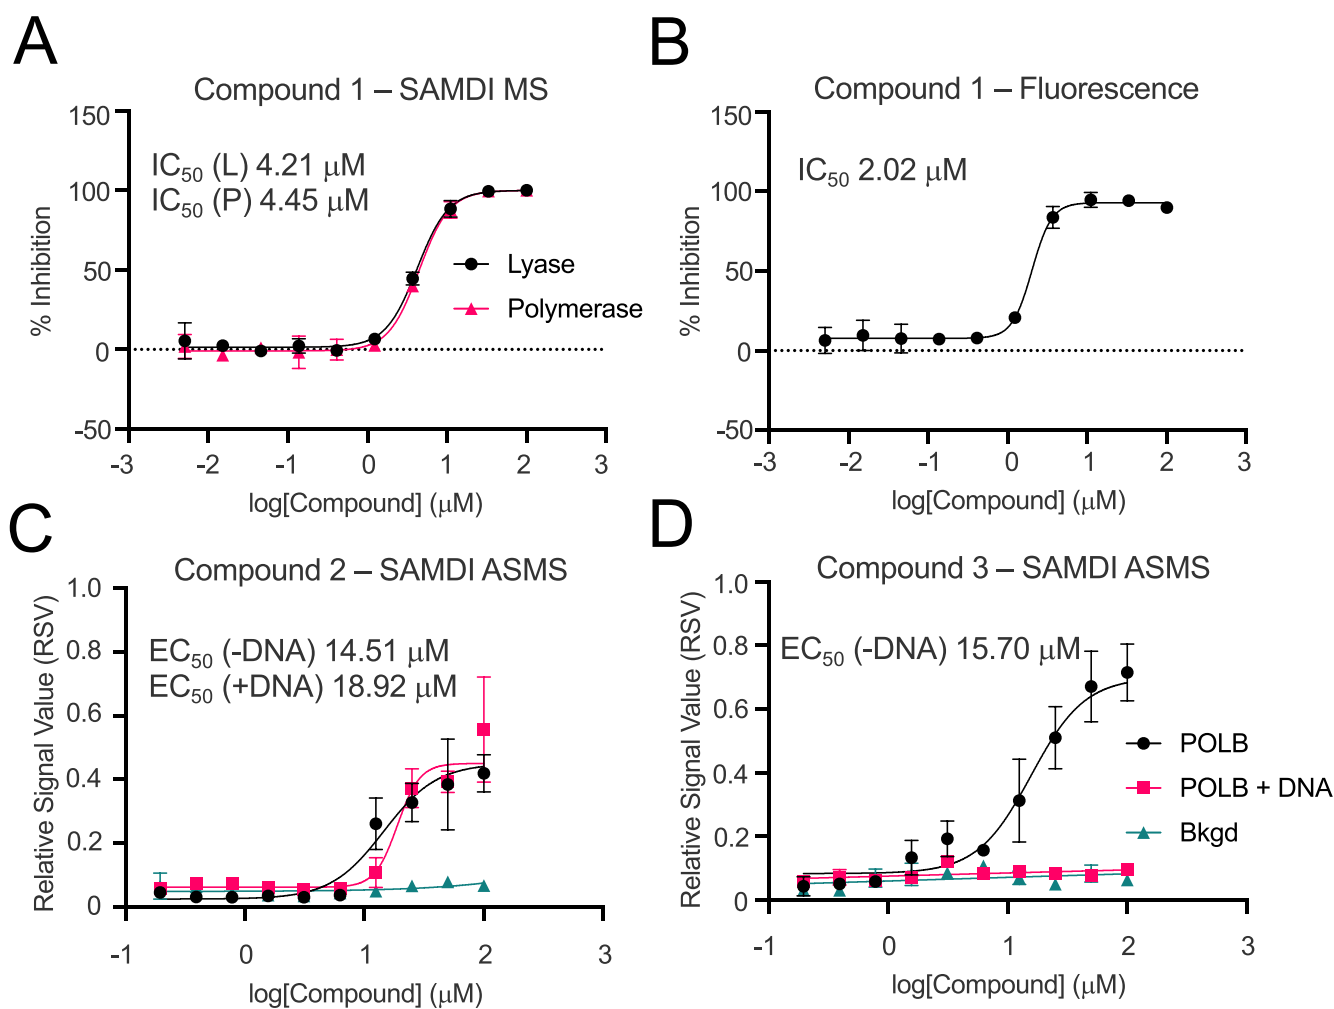 A
Compound 1 – SAMDI MS
% Inhibition
150
100
50
0
-50
IC₅₀ (L) 4.21 µM
IC₅₀ (P) 4.45 µM
Lyase
Polymerase
-3 -2 -1 0 1 2 3
log[Compound] (µM)
B
Compound 1 – Fluorescence
% Inhibition
150
100
50
0
-50
IC₅₀ 2.02 µM
-3 -2 -1 0 1 2 3
log[Compound] (µM)
C
Compound 2 – SAMDI ASMS
Relative Signal Value (RSV)
1.0
0.8
0.6
0.4
0.2
0
EC₅₀ (-DNA) 14.51 µM
EC₅₀ (+DNA) 18.92 µM
-1 0 1 2 3
log[Compound] (µM)
D
Compound 3 – SAMDI ASMS
Relative Signal Value (RSV)
1.0
0.8
0.6
0.4
0.2
0
EC₅₀ (-DNA) 15.70 µM
POLB
POLB + DNA
Bkgd
-1 0 1 2 3
log[Compound] (µM)